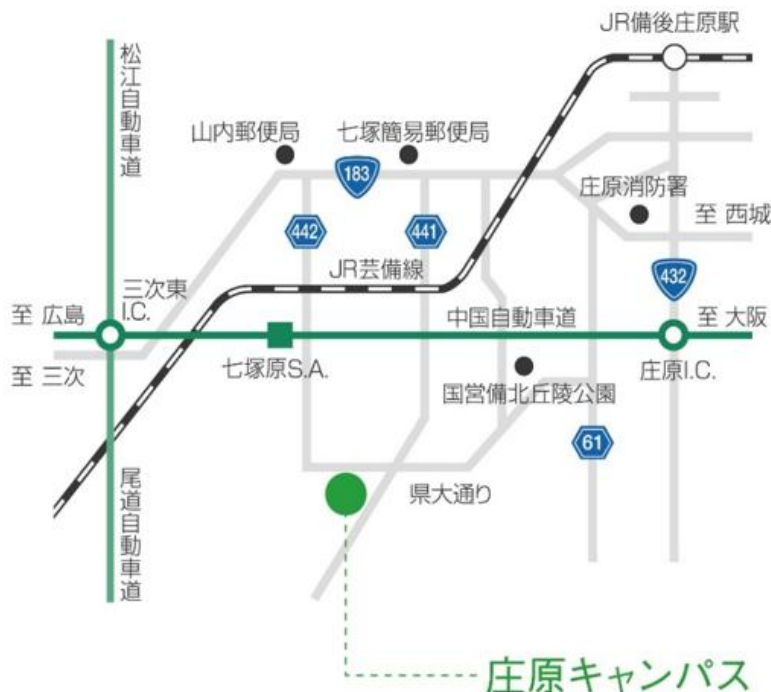 JR備後庄原駅
松江自動車道
山内郵便局
七塚簡易郵便局
183
庄原消防署
442
441
至 西城
JR芸備線
432
三次東
I.C.
至 広島
中国自動車道
至 大阪
至 三次
七塚原S.A.
国営備北丘陵公園
庄原I.C.
61
尾道自動車道
県大通り
庄原キャンパス